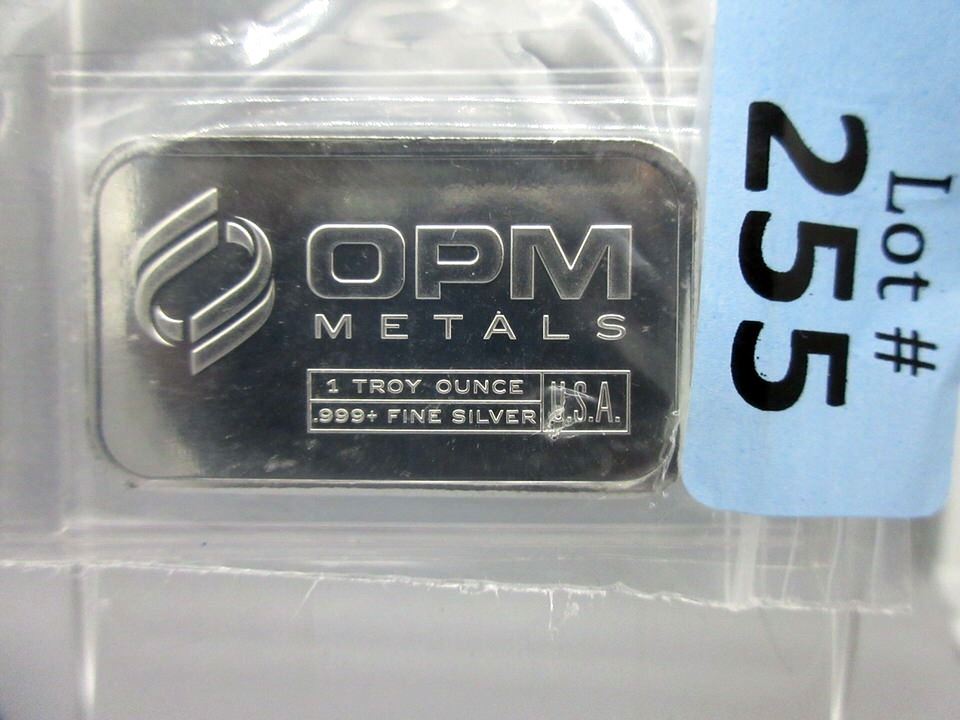 OPM
METALS
1 TROY OUNCE
.999+ FINE SILVER
U.S.A.
Lot #
255